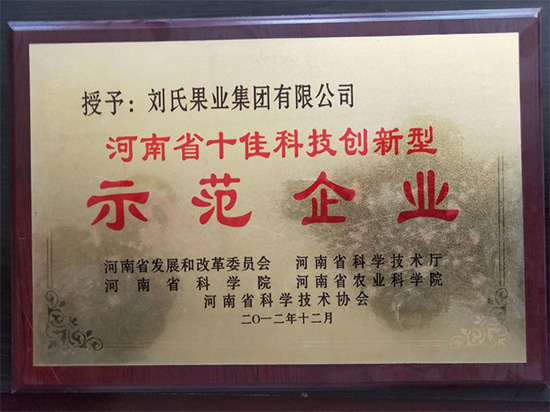 授予：刘氏果业集团有限公司
河南省十佳科技创新型
示范企业
河南省发展和改革委员会 河南省科学技术厅
河南省科学院 河南省农业科学院
河南省科学技术协会
二〇一二年十二月